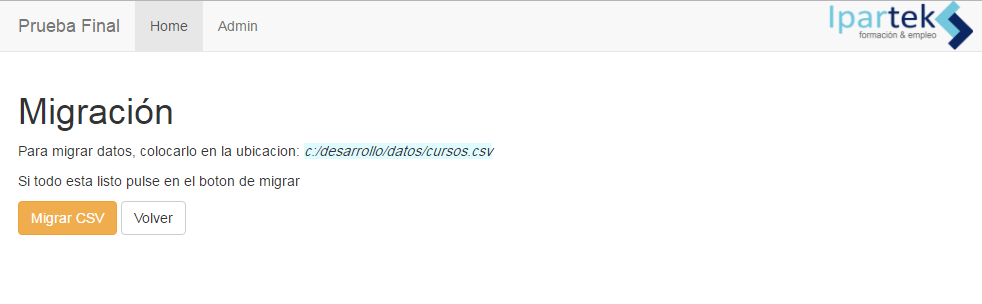 Prueba Final Home Admin
Ipartek
formación & empleo
Migración
Para migrar datos, colocarlo en la ubicacion: c:/desarrollo/datos/cursos.csv
Si todo esta listo pulse en el boton de migrar
Migrar CSV Volver